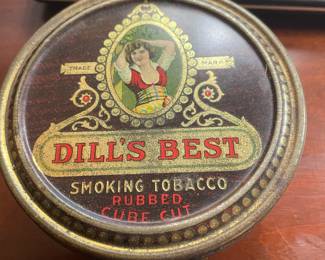 TRADE MARK
DILL'S BEST
SMOKING TOBACCO
RUBBED
CUBE CUT